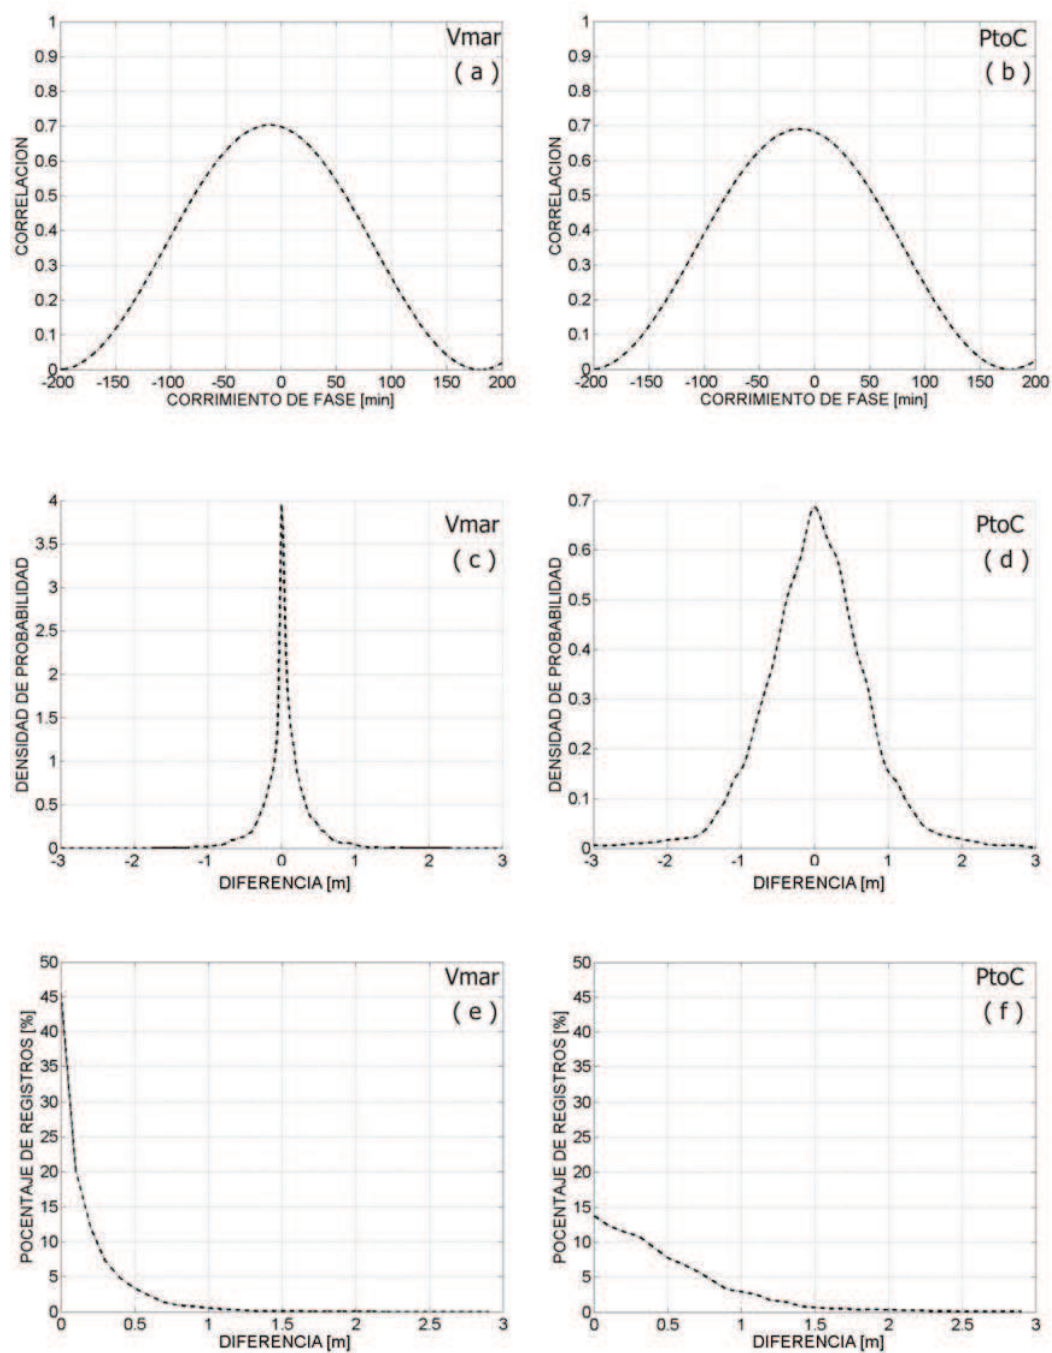 Vmar
( a )
1
0.9
0.8
0.7
0.6
0.5
0.4
0.3
0.2
0.1
0
CORRELACION
-200 -150 -100 -50 0 50 100 150 200
CORRIMIENTO DE FASE [min]
PtoC
( b )
1
0.9
0.8
0.7
0.6
0.5
0.4
0.3
0.2
0.1
0
CORRELACION
-200 -150 -100 -50 0 50 100 150 200
CORRIMIENTO DE FASE [min]
Vmar
( c )
4
3.5
3
2.5
2
1.5
1
0.5
0
DENSIDAD DE PROBABILIDAD
-3 -2 -1 0 1 2 3
DIFERENCIA [m]
PtoC
( d )
0.7
0.6
0.5
0.4
0.3
0.2
0.1
0
DENSIDAD DE PROBABILIDAD
-3 -2 -1 0 1 2 3
DIFERENCIA [m]
Vmar
( e )
50
45
40
35
30
25
20
15
10
5
0
POCENTAJE DE REGISTROS [%]
0 0.5 1 1.5 2 2.5 3
DIFERENCIA [m]
PtoC
( f )
50
45
40
35
30
25
20
15
10
5
0
POCENTAJE DE REGISTROS [%]
0 0.5 1 1.5 2 2.5 3
DIFERENCIA [m]